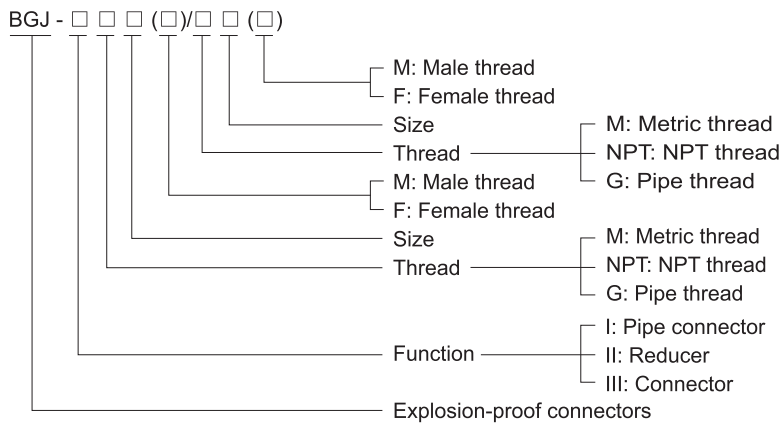 BGJ - □ □ □ (□)/□ □ (□)
M: Male thread
F: Female thread
Size
Thread
M: Metric thread
NPT: NPT thread
G: Pipe thread
M: Male thread
F: Female thread
Size
Thread
M: Metric thread
NPT: NPT thread
G: Pipe thread
Function
I: Pipe connector
II: Reducer
III: Connector
Explosion-proof connectors